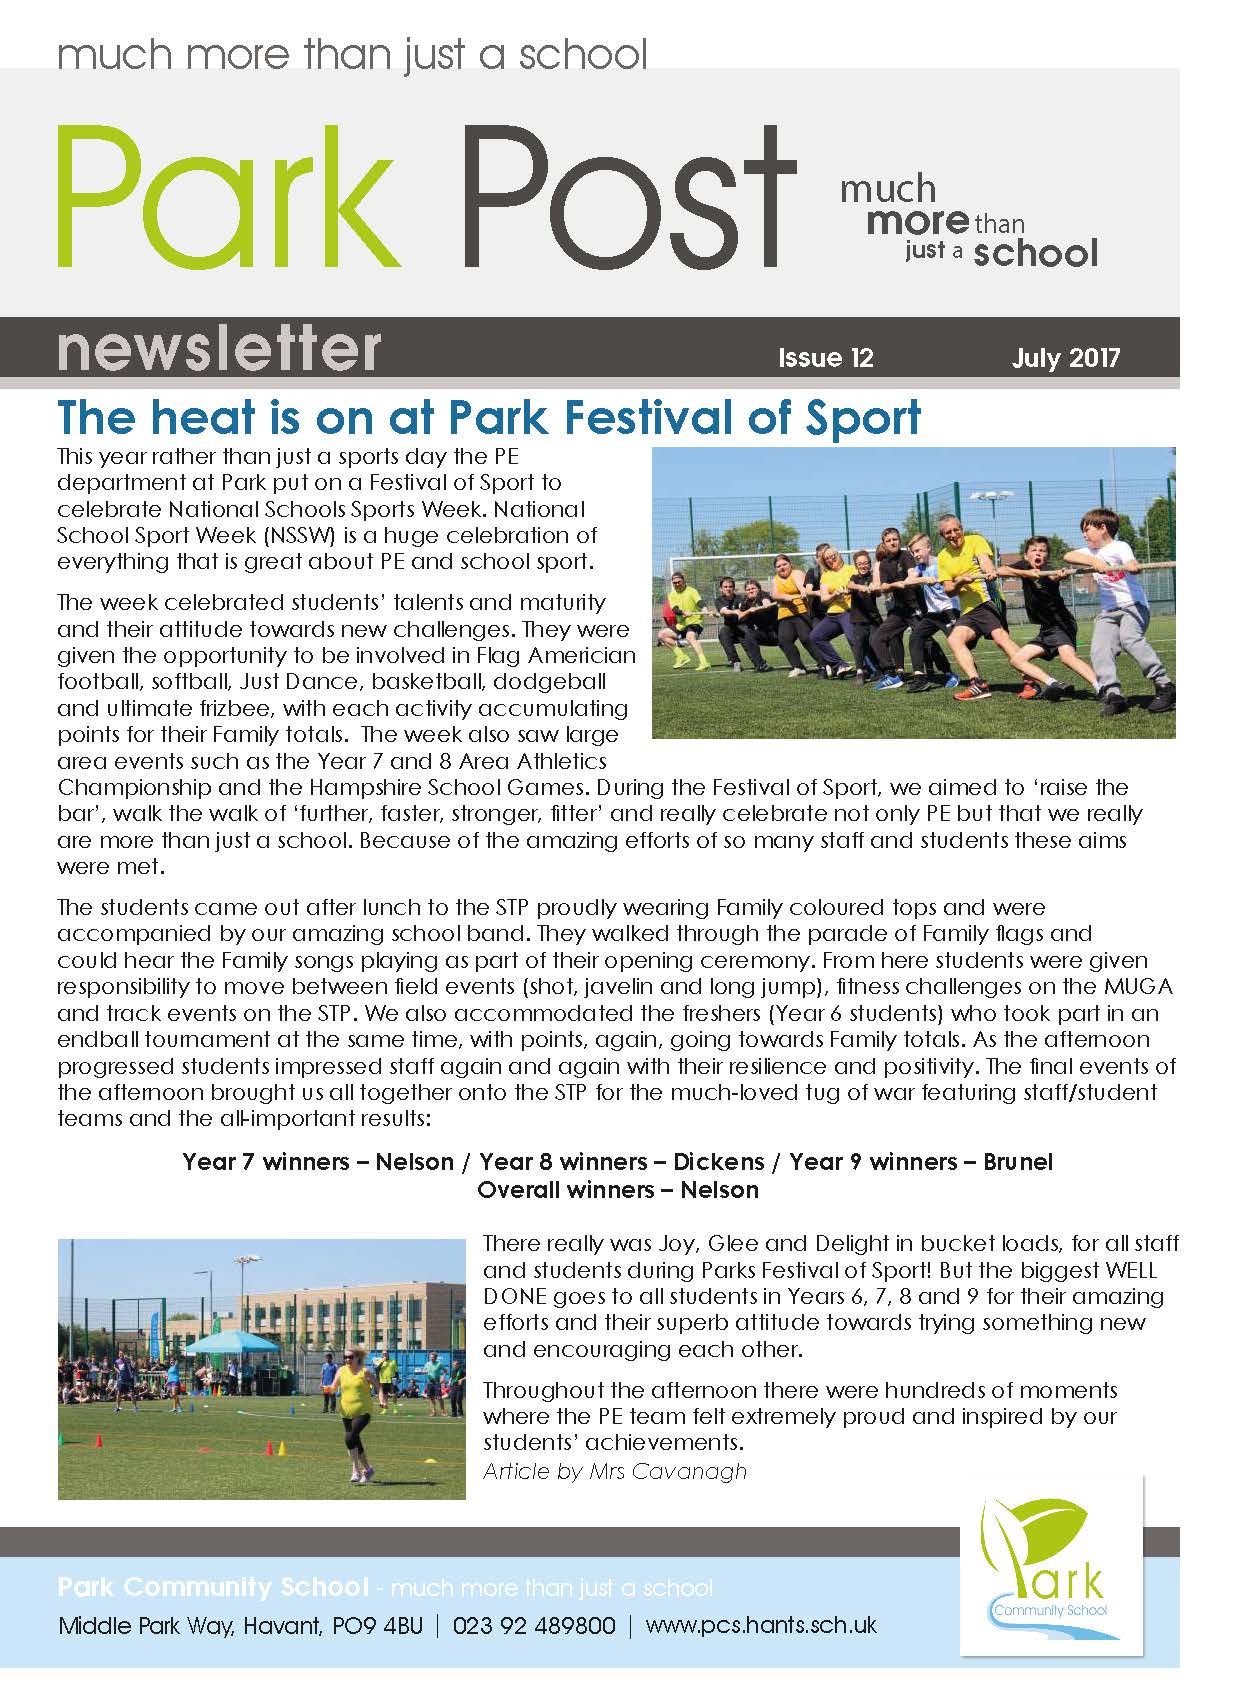 much more than just a school
Park Post
much
more than
just a school
newsletter
Issue 12
July 2017
The heat is on at Park Festival of Sport
This year rather than just a sports day the PE
department at Park put on a Festival of Sport to
celebrate National Schools Sports Week. National
School Sport Week (NSSW) is a huge celebration of
everything that is great about PE and school sport.
The week celebrated students’ talents and maturity
and their attitude towards new challenges. They were
given the opportunity to be involved in Flag Americian
football, softball, Just Dance, basketball, dodgeball
and ultimate frizbee, with each activity accumulating
points for their Family totals.  The week also saw large
area events such as the Year 7 and 8 Area Athletics
Championship and the Hampshire School Games. During the Festival of Sport, we aimed to ‘raise the
bar’, walk the walk of ‘further, faster, stronger, fitter’ and really celebrate not only PE but that we really
are more than just a school. Because of the amazing efforts of so many staff and students these aims
were met.
The students came out after lunch to the STP proudly wearing Family coloured tops and were
accompanied by our amazing school band. They walked through the parade of Family flags and
could hear the Family songs playing as part of their opening ceremony. From here students were given
responsibility to move between field events (shot, javelin and long jump), fitness challenges on the MUGA
and track events on the STP. We also accommodated the freshers (Year 6 students) who took part in an
endball tournament at the same time, with points, again, going towards Family totals. As the afternoon
progressed students impressed staff again and again with their resilience and positivity. The final events of
the afternoon brought us all together onto the STP for the much-loved tug of war featuring staff/student
teams and the all-important results:
Year 7 winners – Nelson / Year 8 winners – Dickens / Year 9 winners – Brunel
Overall winners – Nelson
There really was Joy, Glee and Delight in bucket loads, for all staff
and students during Parks Festival of Sport! But the biggest WELL
DONE goes to all students in Years 6, 7, 8 and 9 for their amazing
efforts and their superb attitude towards trying something new
and encouraging each other.
Throughout the afternoon there were hundreds of moments
where the PE team felt extremely proud and inspired by our
students’ achievements.
Article by Mrs Cavanagh
Park Community School - much more than just a school
Middle Park Way, Havant, PO9 4BU | 023 92 489800 | www.pcs.hants.sch.uk
Park
Community School